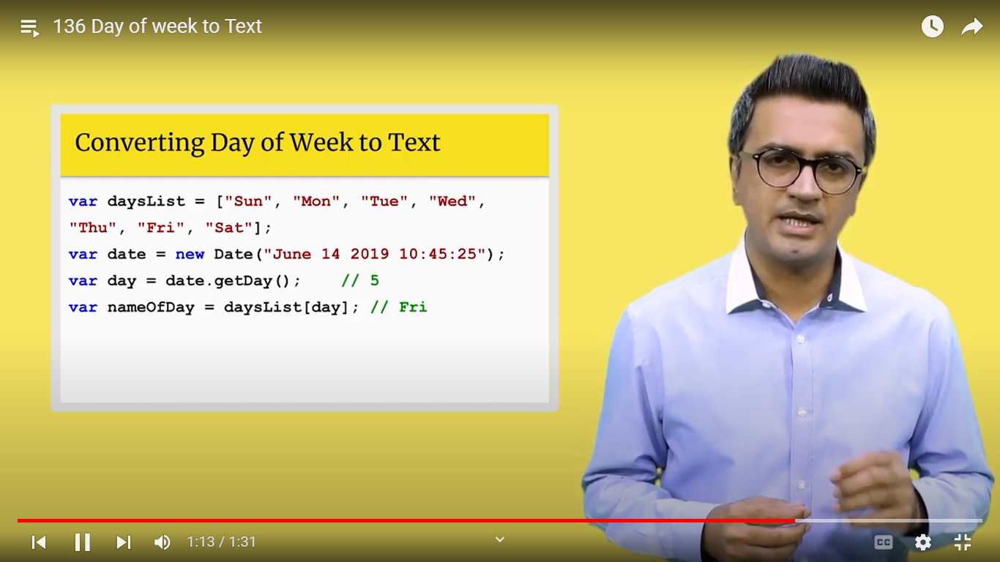 136 Day of week to Text
Converting Day of Week to Text
var daysList = ["Sun", "Mon", "Tue", "Wed",
"Thu", "Fri", "Sat"];
var date = new Date("June 14 2019 10:45:25");
var day = date.getDay();    // 5
var nameOfDay = daysList[day]; // Fri
1:13 / 1:31
CC